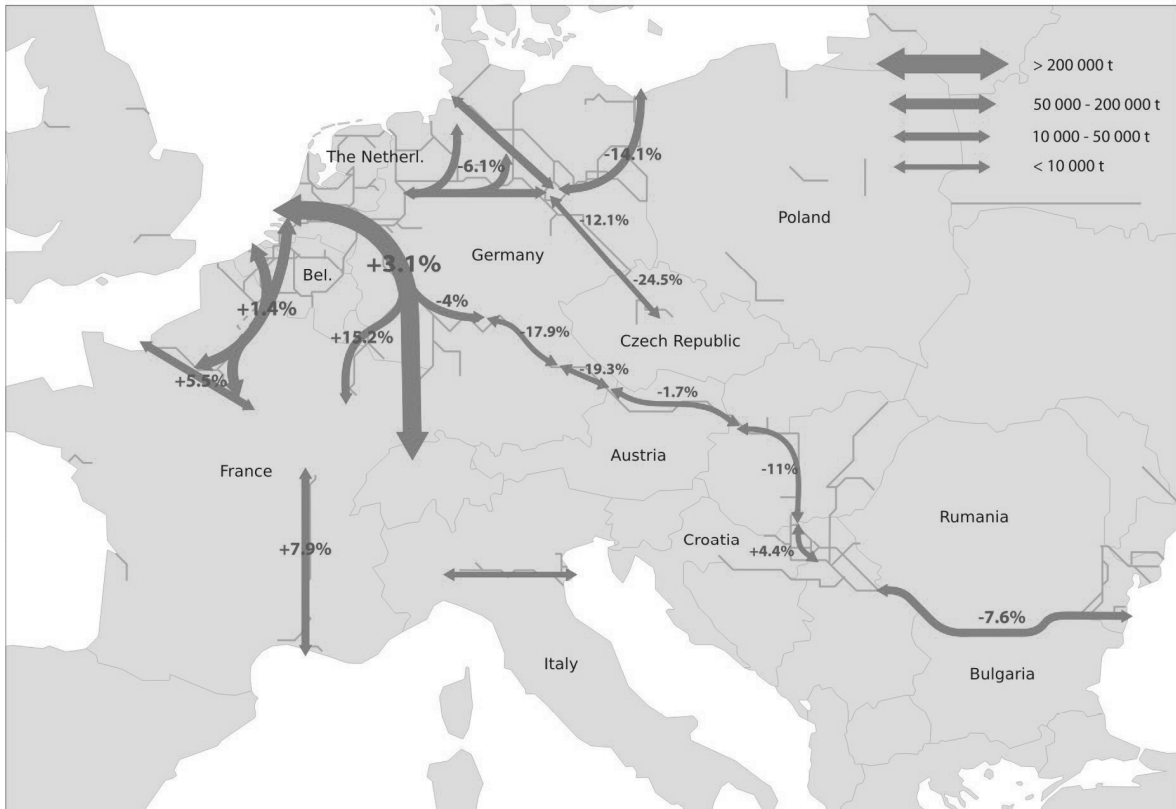 > 200 000 t
50 000 - 200 000 t
10 000 - 50 000 t
< 10 000 t
The Netherl.
-6.1%
-14.1%
-12.1%
Poland
Germany
+3.1%
Bel.
-24.5%
-4%
+1.4%
+15.2%
-17.9%
Czech Republic
-19.3%
+5.5%
-1.7%
Austria
France
-11%
Rumania
Croatia
+4.4%
+7.9%
-7.6%
Italy
Bulgaria